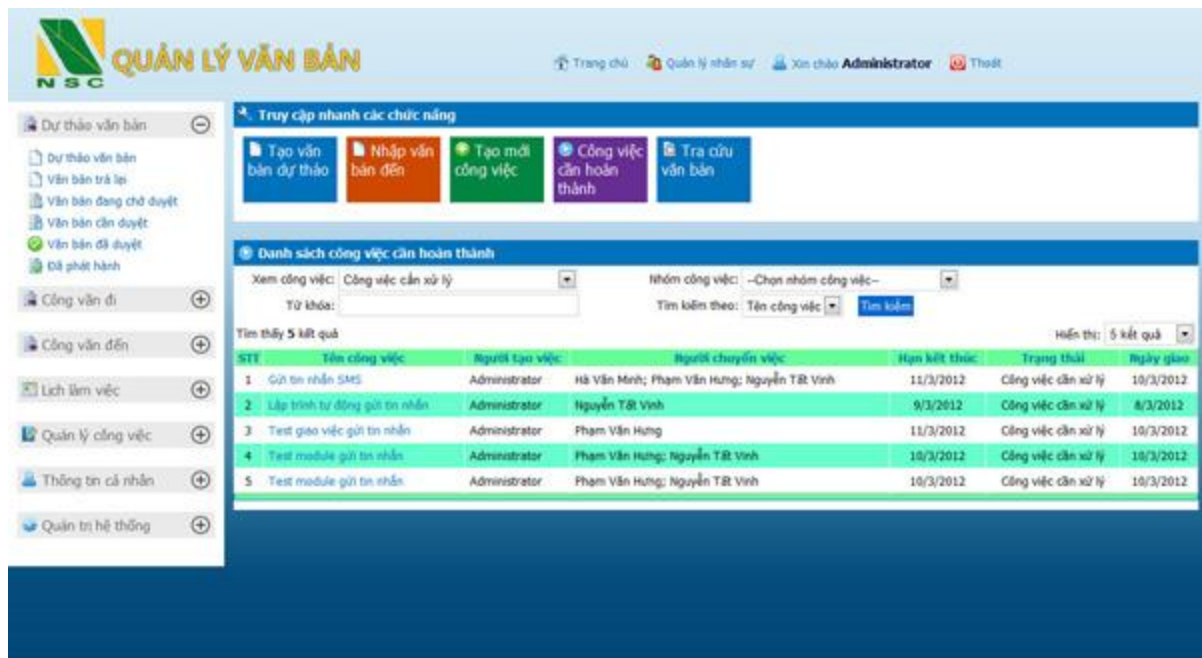 NSC
QUẢN LÝ VĂN BẢN
Trang chủ Quản lý nhân sự Xin chào Administrator Thoát
Dự thảo văn bản
Dự thảo văn bản
Văn bản trả lại
Văn bản đang chờ duyệt
Văn bản cần duyệt
Văn bản đã duyệt
Đã phát hành
Công văn đi
Công văn đến
Lịch làm việc
Quản lý công việc
Thông tin cá nhân
Quản trị hệ thống
Truy cập nhanh các chức năng
Tạo văn
bản dự thảo
Nhập văn
bản đến
Tạo mới
công việc
Công việc
cần hoàn
thành
Tra cứu
văn bản
Danh sách công việc cần hoàn thành
Xem công việc: Công việc cần xử lý Nhóm công việc: --Chọn nhóm công việc--
Từ khóa: Tìm kiếm theo: Tên công việc Tìm kiếm
Tìm thấy 5 kết quả Hiển thị: 5 kết quả
STT Tên công việc Người tạo việc Người chuyển việc Hạn kết thúc Trạng thái Ngày giao
1 Gửi tin nhắn SMS Administrator Hà Văn Minh; Phạm Văn Hưng; Nguyễn Tất Vinh 11/3/2012 Công việc cần xử lý 10/3/2012
2 Lập trình tự động gửi tin nhắn Administrator Nguyễn Tất Vinh 9/3/2012 Công việc cần xử lý 8/3/2012
3 Test giao việc gửi tin nhắn Administrator Phạm Văn Hưng 11/3/2012 Công việc cần xử lý 10/3/2012
4 Test module gửi tin nhắn Administrator Phạm Văn Hưng; Nguyễn Tất Vinh 10/3/2012 Công việc cần xử lý 10/3/2012
5 Test module gửi tin nhắn Administrator Phạm Văn Hưng; Nguyễn Tất Vinh 10/3/2012 Công việc cần xử lý 10/3/2012